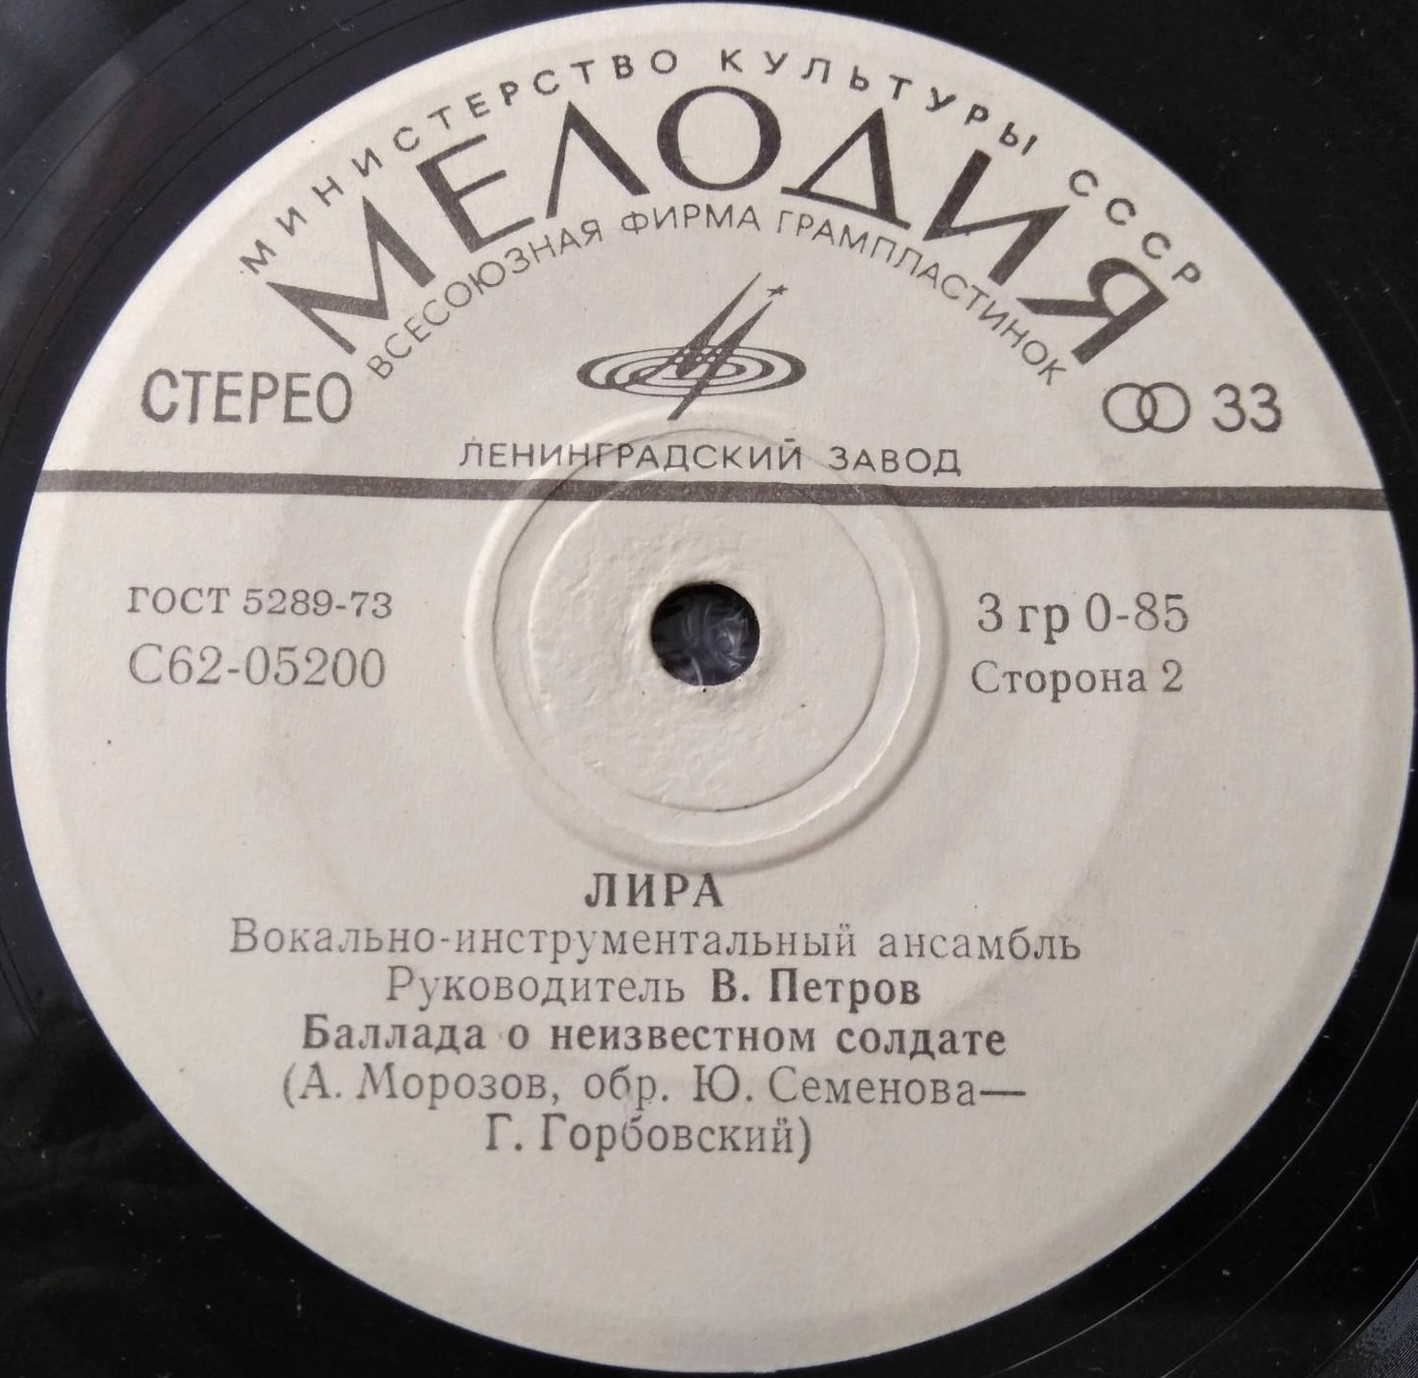 МИНИСТЕРСТВО КУЛЬТУРЫ СССР
МЕЛОДИЯ
ВСЕСОЮЗНАЯ ФИРМА ГРАМПЛАСТИНОК
СТЕРЕО
33
ЛЕНИНГРАДСКИЙ ЗАВОД
ГОСТ 5289-73
С62-05200
3 гр 0-85
Сторона 2
ЛИРА
Вокально-инструментальный ансамбль
Руководитель В. Петров
Баллада о неизвестном солдате
(А. Морозов, обр. Ю. Семенова—
Г. Горбовский)